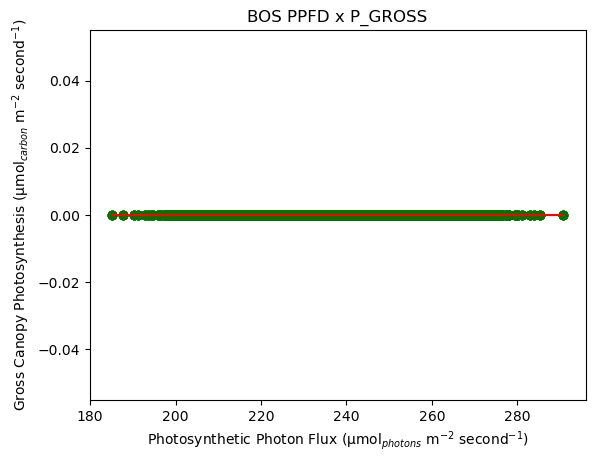 BOS PPFD x P_GROSS
Gross Canopy Photosynthesis (μmol_carbon m⁻² second⁻¹)
0.04
0.02
0.00
−0.02
−0.04
180 200 220 240 260 280
Photosynthetic Photon Flux (μmol_photons m⁻² second⁻¹)